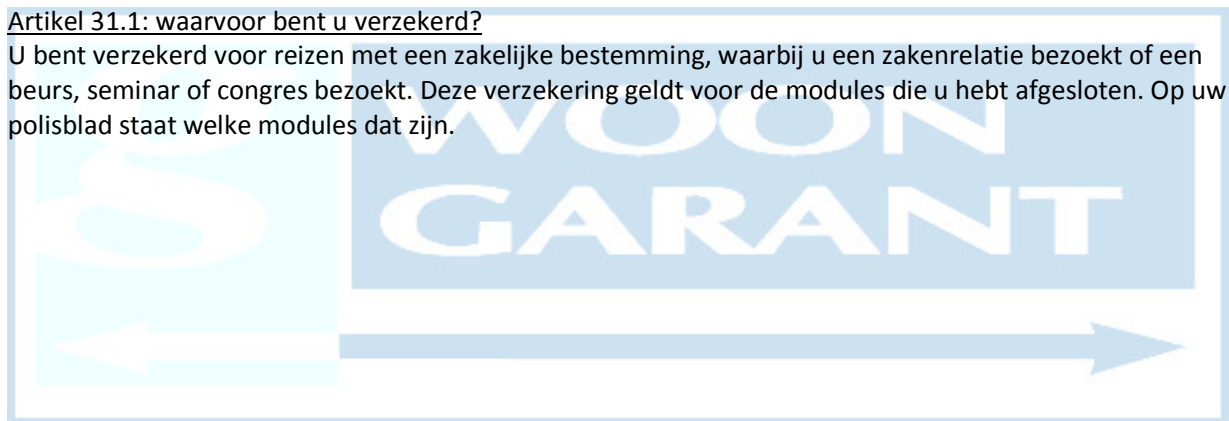 Artikel 31.1: waarvoor bent u verzekerd?
U bent verzekerd voor reizen met een zakelijke bestemming, waarbij u een zakenrelatie bezoekt of een
beurs, seminar of congres bezoekt. Deze verzekering geldt voor de modules die u hebt afgesloten. Op uw
polisblad staat welke modules dat zijn.
g
WOON
GARANT